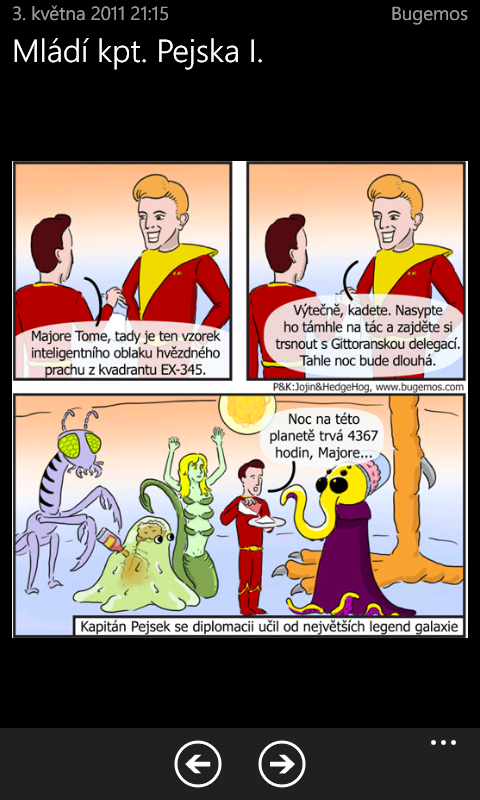 3. května 2011 21:15
Bugemos
Mládí kpt. Pejska I.
Majore Tome, tady je ten vzorek
inteligentního oblaku hvězdného
prachu z kvadrantu EX-345.
Výtečně, kadete. Nasypte
ho támhle na tác a zajděte si
trsnout s Gittoranskou delegací.
Tahle noc bude dlouhá.
P&K:Jojin&HedgeHog, www.bugemos.com
Noc na této
planetě trvá 4367
hodin, Majore...
Kapitán Pejsek se diplomacii učil od největších legend galaxie